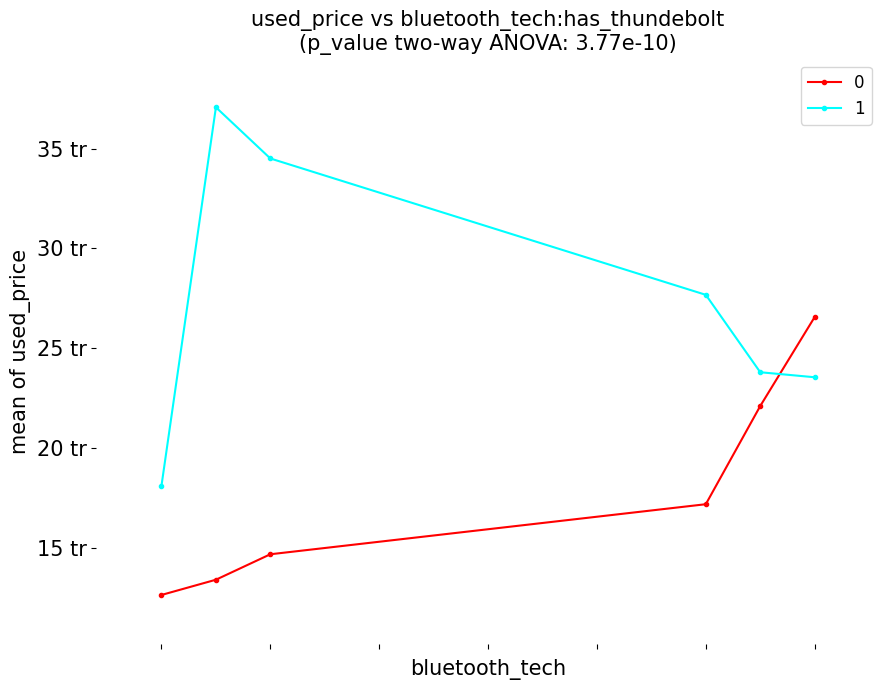 used_price vs bluetooth_tech:has_thundebolt
(p_value two-way ANOVA: 3.77e-10)
0
1
35 tr
30 tr
25 tr
20 tr
15 tr
mean of used_price
bluetooth_tech